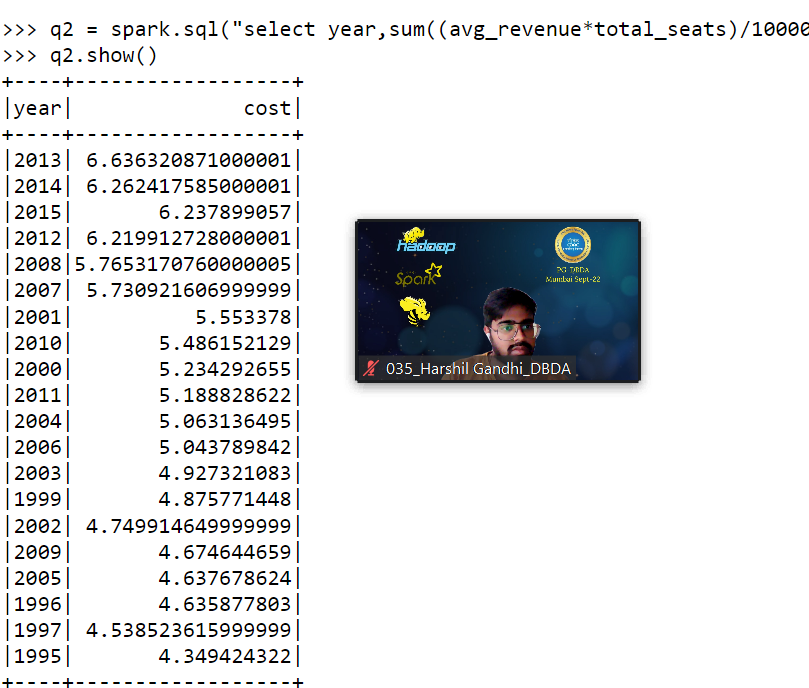 >>> q2 = spark.sql("select year,sum((avg_revenue*total_seats)/10000
>>> q2.show()
+----+------------------+
|year|              cost|
+----+------------------+
|2013| 6.636320871000001|
|2014| 6.262417585000001|
|2015|       6.237899057|
|2012| 6.219912728000001|
|2008|5.7653170760000005|
|2007| 5.730921606999999|
|2001|          5.553378|
|2010|       5.486152129|
|2000|       5.234292655|
|2011|       5.188828622|
|2004|       5.063136495|
|2006|       5.043789842|
|2003|       4.927321083|
|1999|       4.875771448|
|2002| 4.749914649999999|
|2009|       4.674644659|
|2005|       4.637678624|
|1996|       4.635877803|
|1997| 4.538523615999999|
|1995|       4.349424322|
+----+------------------+
hadoop
Spark
PG DBDA
Mumbai Sept-22
035_Harshil Gandhi_DBDA